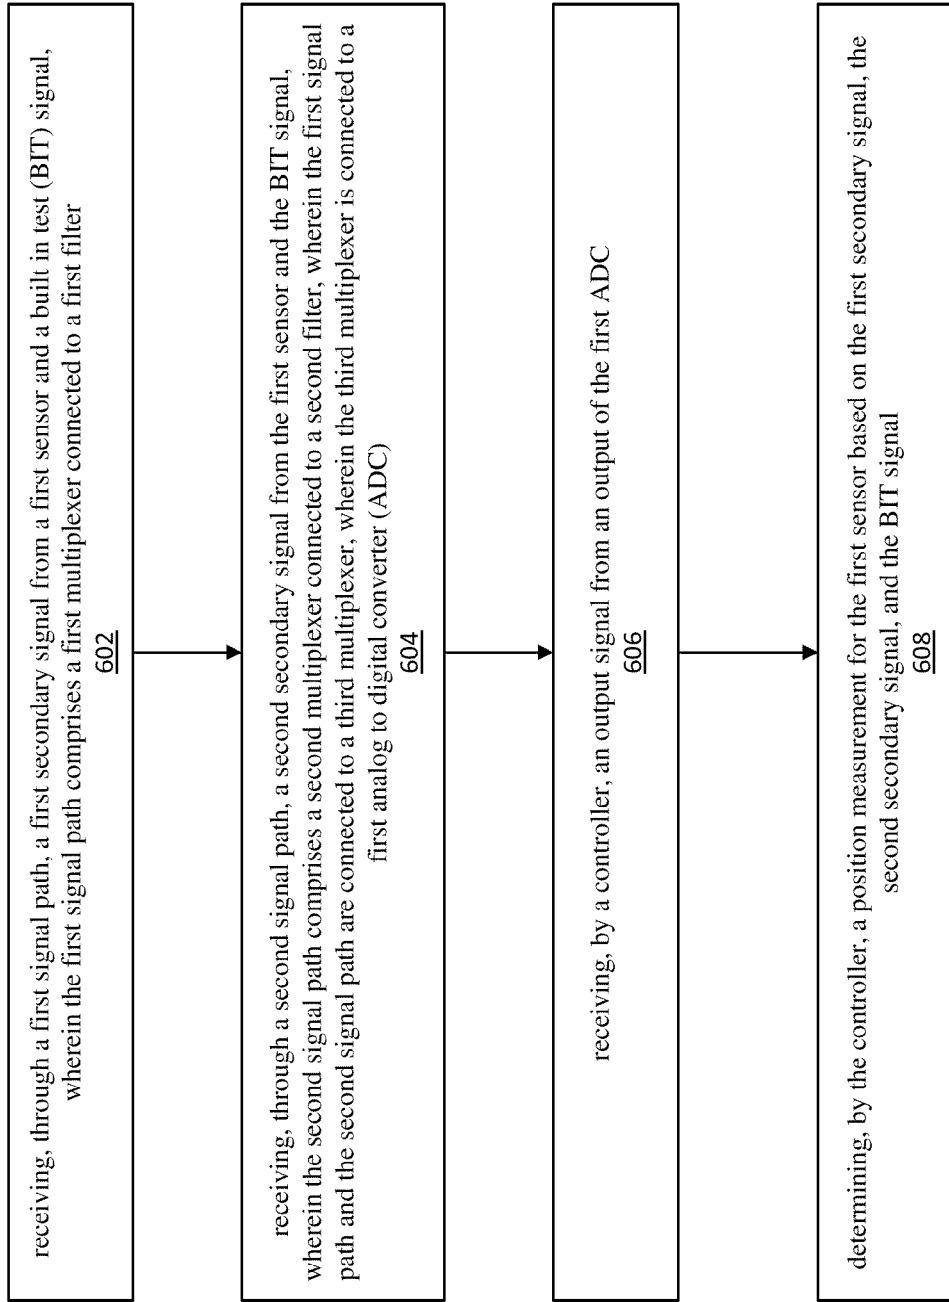 receiving, through a first signal path, a first secondary signal from a first sensor and a built in test (BIT) signal,
wherein the first signal path comprises a first multiplexer connected to a first filter
602
receiving, through a second signal path, a second secondary signal from the first sensor and the BIT signal,
wherein the second signal path comprises a second multiplexer connected to a second filter, wherein the first signal
path and the second signal path are connected to a third multiplexer, wherein the third multiplexer is connected to a
first analog to digital converter (ADC)
604
receiving, by a controller, an output signal from an output of the first ADC
606
determining, by the controller, a position measurement for the first sensor based on the first secondary signal, the
second secondary signal, and the BIT signal
608